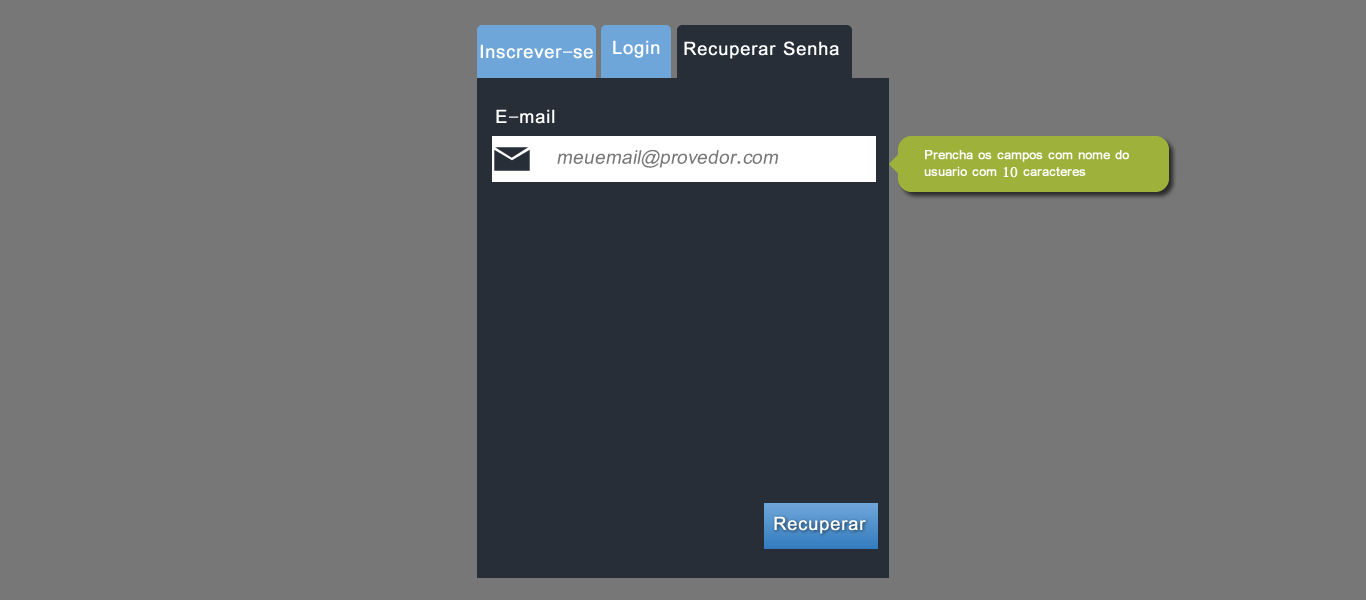 Inscrever-se
Login
Recuperar Senha
E-mail
meuemail@provedor.com
Prencha os campos com nome do
usuario com 10 caracteres
Recuperar